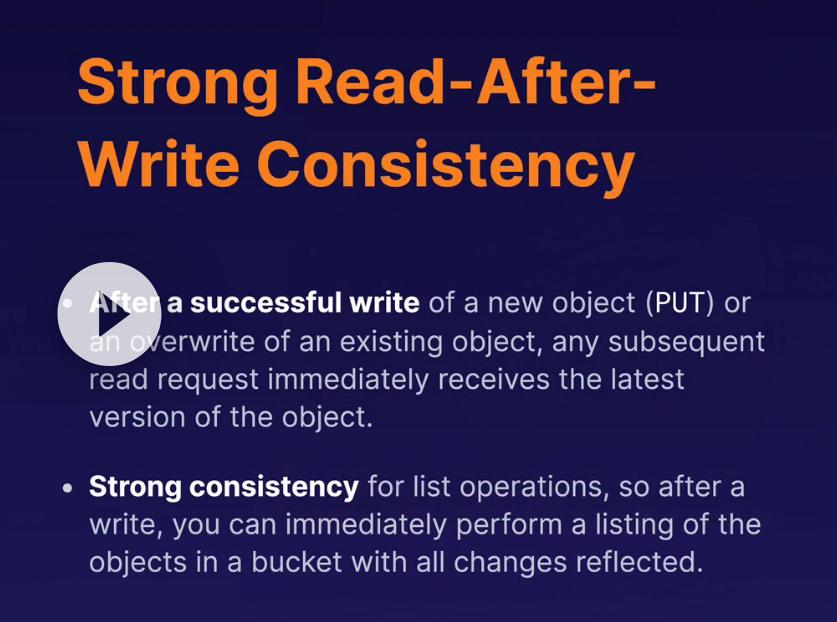 Strong Read-After-
Write Consistency
• After a successful write of a new object (PUT) or
an overwrite of an existing object, any subsequent
read request immediately receives the latest
version of the object.
• Strong consistency for list operations, so after a
write, you can immediately perform a listing of the
objects in a bucket with all changes reflected.